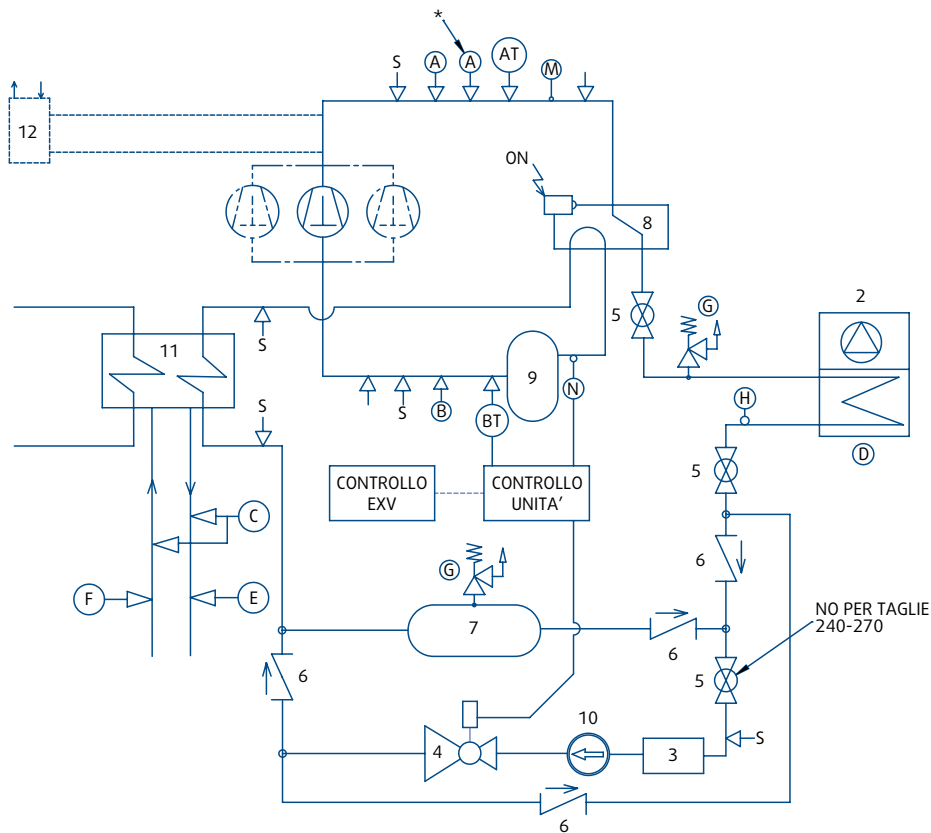 *
S
A
A
AT
M
12
ON
8
5
G
2
11
S
9
N
H
S
B
BT
D
S
5
CONTROLLO
EXV
CONTROLLO
UNITA’
C
6
G
F
E
7
NO PER TAGLIE
240-270
6
6
5
10
4
3
S
6